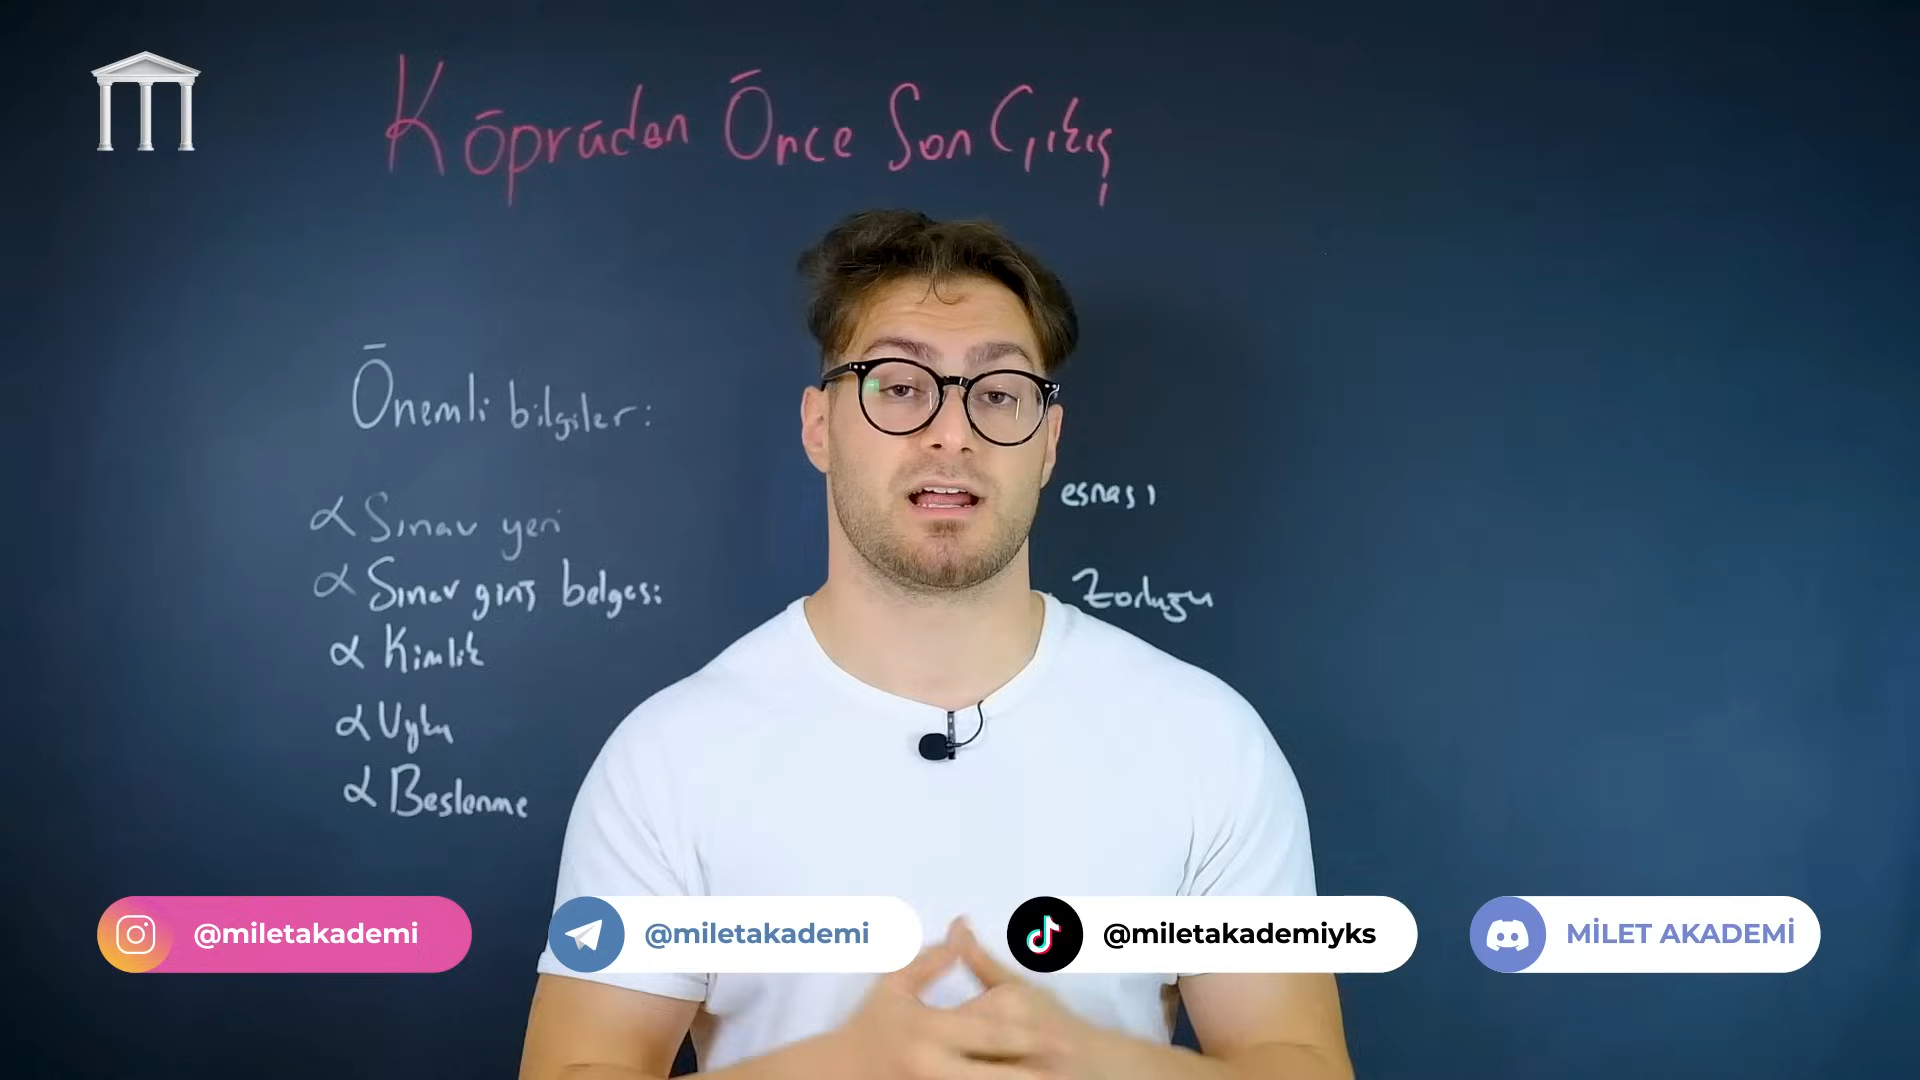 Köprüden Önce Son Çıkış
Önemli bilgiler:
α Sınav yeri
α Sınav giriş belgesi
α Kimlik
α Uyku
α Beslenme
esnası
Zorluğu
@miletakademi
@miletakademi
@miletakademiyks
MİLET AKADEMİ